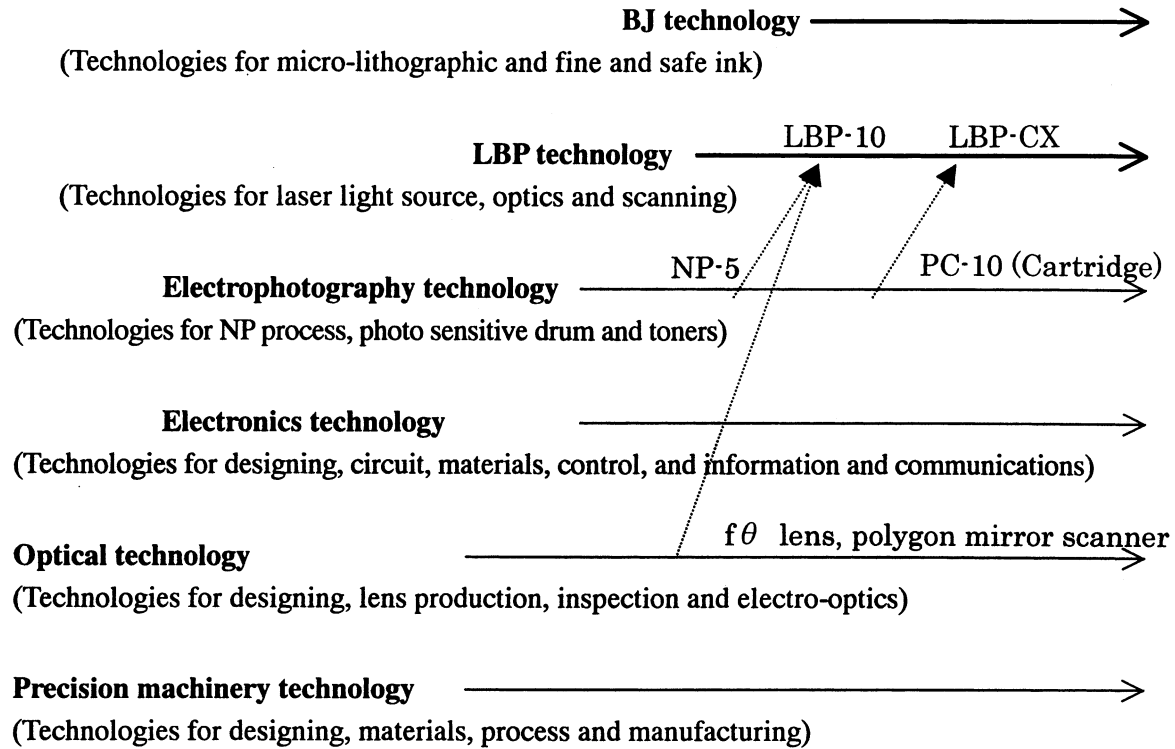 BJ technology
(Technologies for micro-lithographic and fine and safe ink)
LBP-10 LBP-CX
LBP technology
(Technologies for laser light source, optics and scanning)
NP-5 PC-10 (Cartridge)
Electrophotography technology
(Technologies for NP process, photo sensitive drum and toners)
Electronics technology
(Technologies for designing, circuit, materials, control, and information and communications)
fθ lens, polygon mirror scanner
Optical technology
(Technologies for designing, lens production, inspection and electro-optics)
Precision machinery technology
(Technologies for designing, materials, process and manufacturing)